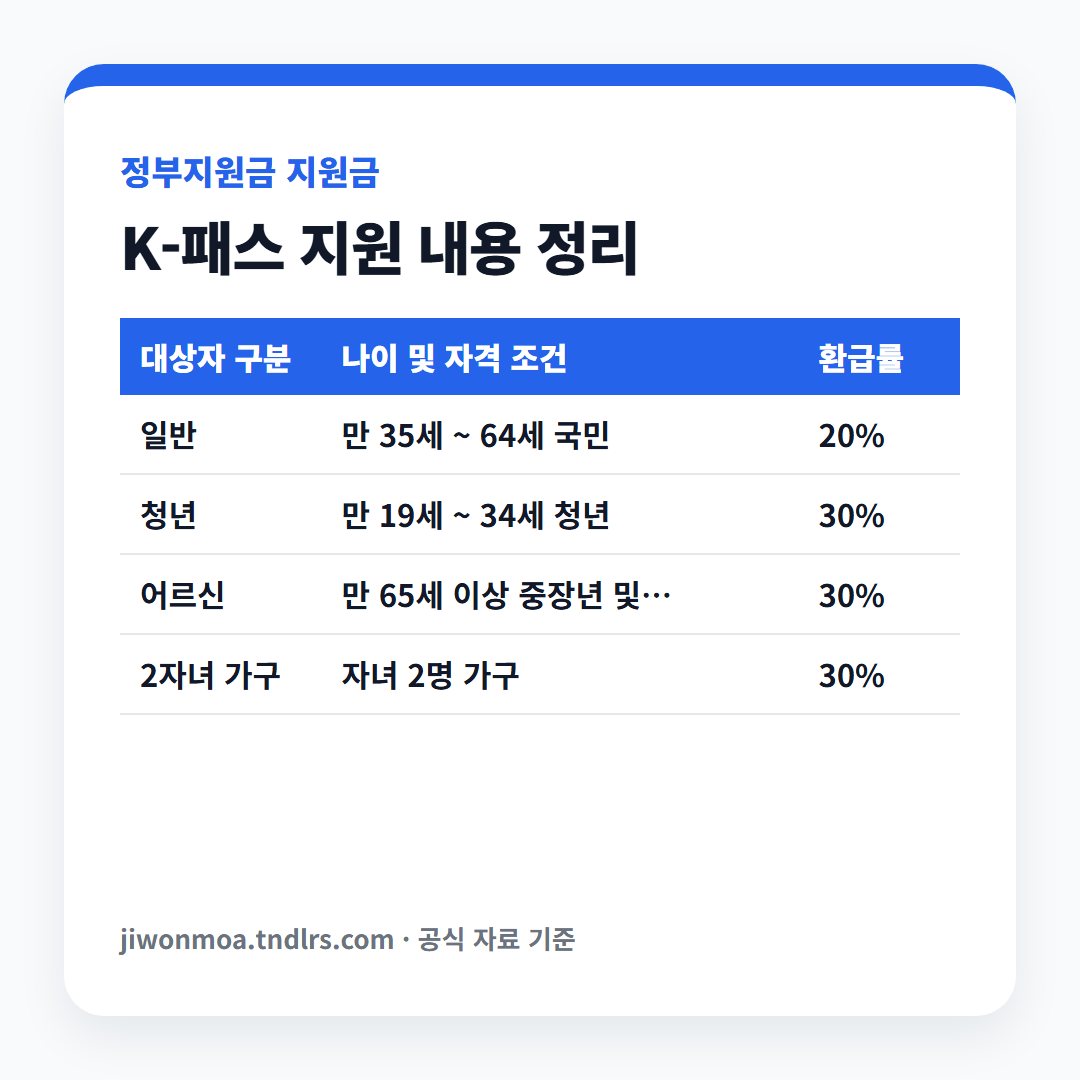 정부지원금 지원금
K-패스 지원 내용 정리
대상자 구분 나이 및 자격 조건 환급률
일반 만 35세 ~ 64세 국민 20%
청년 만 19세 ~ 34세 청년 30%
어르신 만 65세 이상 중장년 및… 30%
2자녀 가구 자녀 2명 가구 30%
jiwonmoa.tndlrs.com · 공식 자료 기준